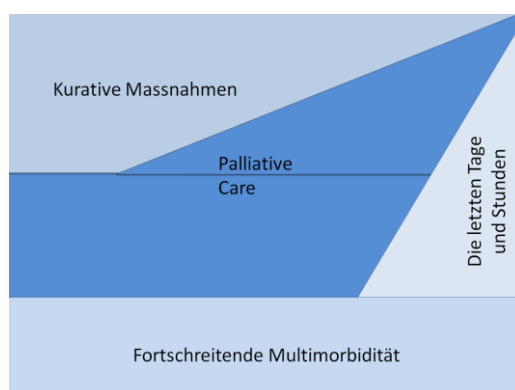 Kurative Massnahmen
Palliative
Care
Die letzten Tage
und Stunden
Fortschreitende Multimorbidität